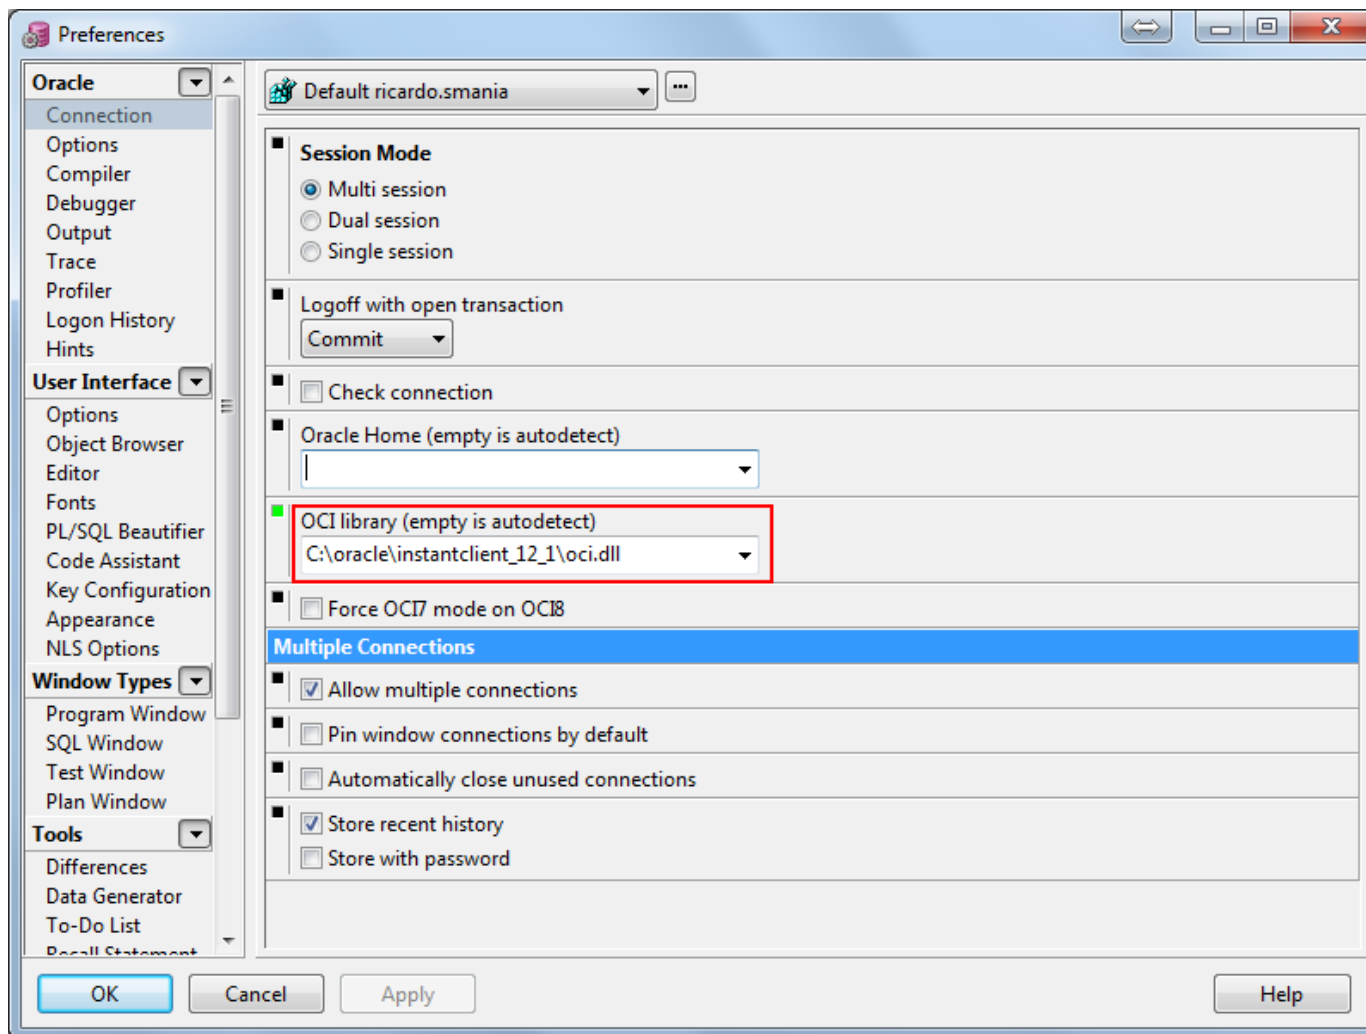 Preferences
Oracle
Connection
Options
Compiler
Debugger
Output
Trace
Profiler
Logon History
Hints
User Interface
Options
Object Browser
Editor
Fonts
PL/SQL Beautifier
Code Assistant
Key Configuration
Appearance
NLS Options
Window Types
Program Window
SQL Window
Test Window
Plan Window
Tools
Differences
Data Generator
To-Do List
Recall Statement
Default ricardo.smania
Session Mode
Multi session
Dual session
Single session
Logoff with open transaction
Commit
Check connection
Oracle Home (empty is autodetect)
OCI library (empty is autodetect)
C:\oracle\instantclient_12_1\oci.dll
Force OCI7 mode on OCI8
Multiple Connections
Allow multiple connections
Pin window connections by default
Automatically close unused connections
Store recent history
Store with password
OK
Cancel
Apply
Help